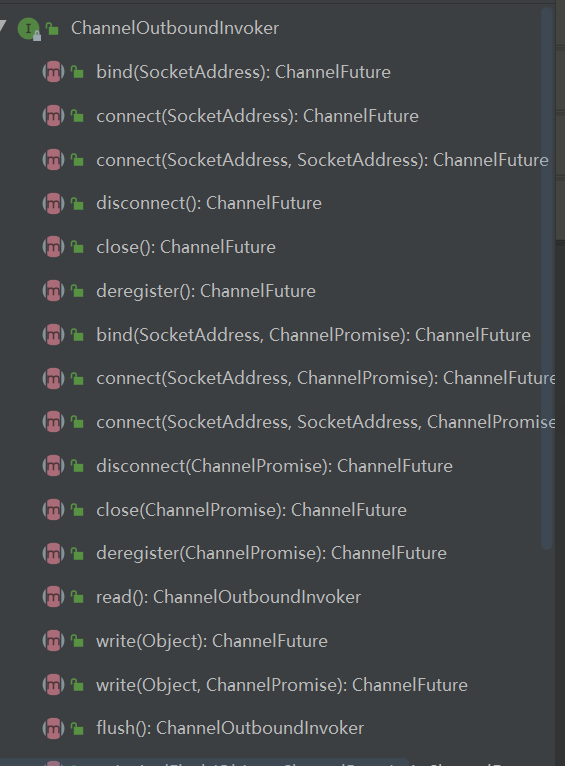 ChannelOutboundInvoker
bind(SocketAddress): ChannelFuture
connect(SocketAddress): ChannelFuture
connect(SocketAddress, SocketAddress): ChannelFuture
disconnect(): ChannelFuture
close(): ChannelFuture
deregister(): ChannelFuture
bind(SocketAddress, ChannelPromise): ChannelFuture
connect(SocketAddress, ChannelPromise): ChannelFuture
connect(SocketAddress, SocketAddress, ChannelPromise
disconnect(ChannelPromise): ChannelFuture
close(ChannelPromise): ChannelFuture
deregister(ChannelPromise): ChannelFuture
read(): ChannelOutboundInvoker
write(Object): ChannelFuture
write(Object, ChannelPromise): ChannelFuture
flush(): ChannelOutboundInvoker